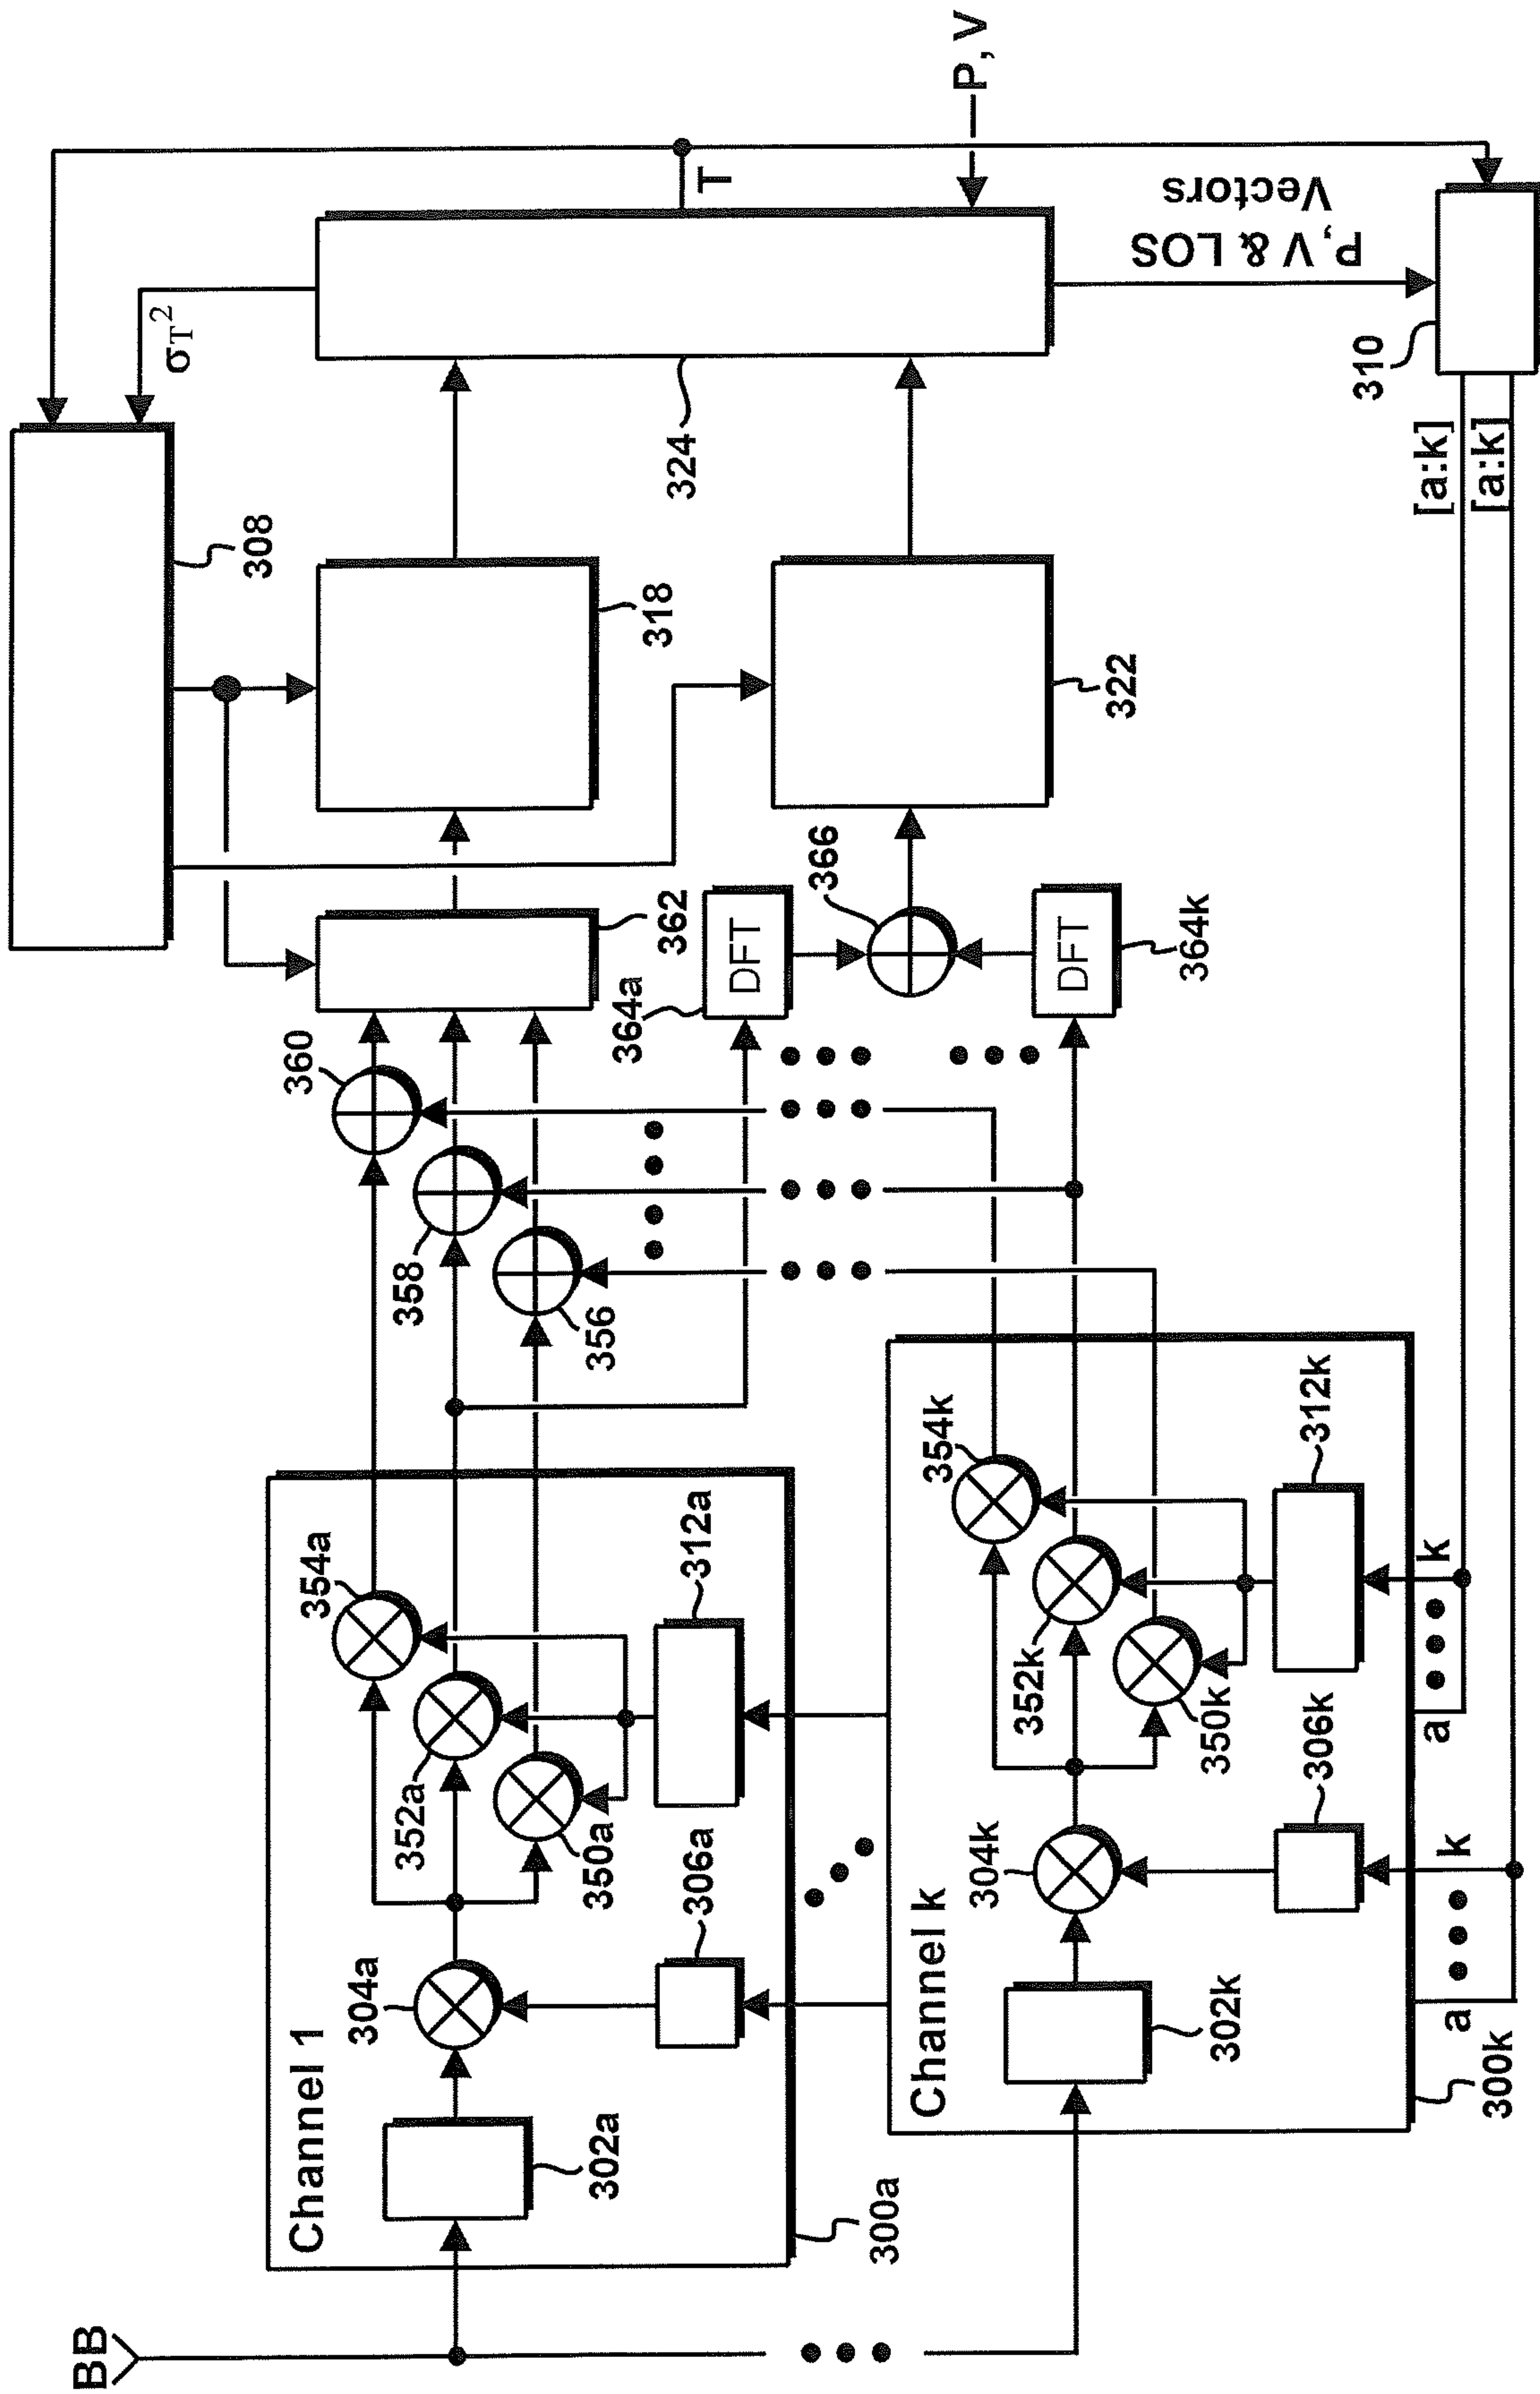 BB
Channel 1
300a
302a
304a
306a
350a
352a
354a
312a
Channel k
300k
302k
304k
306k
350k
352k
354k
312k
a
k
a
k
356
358
360
362
364a
DFT
366
DFT
364k
308
318
322
324
σT²
T
P, V
P, V & LOS
Vectors
310
[a:k]
[a:k]